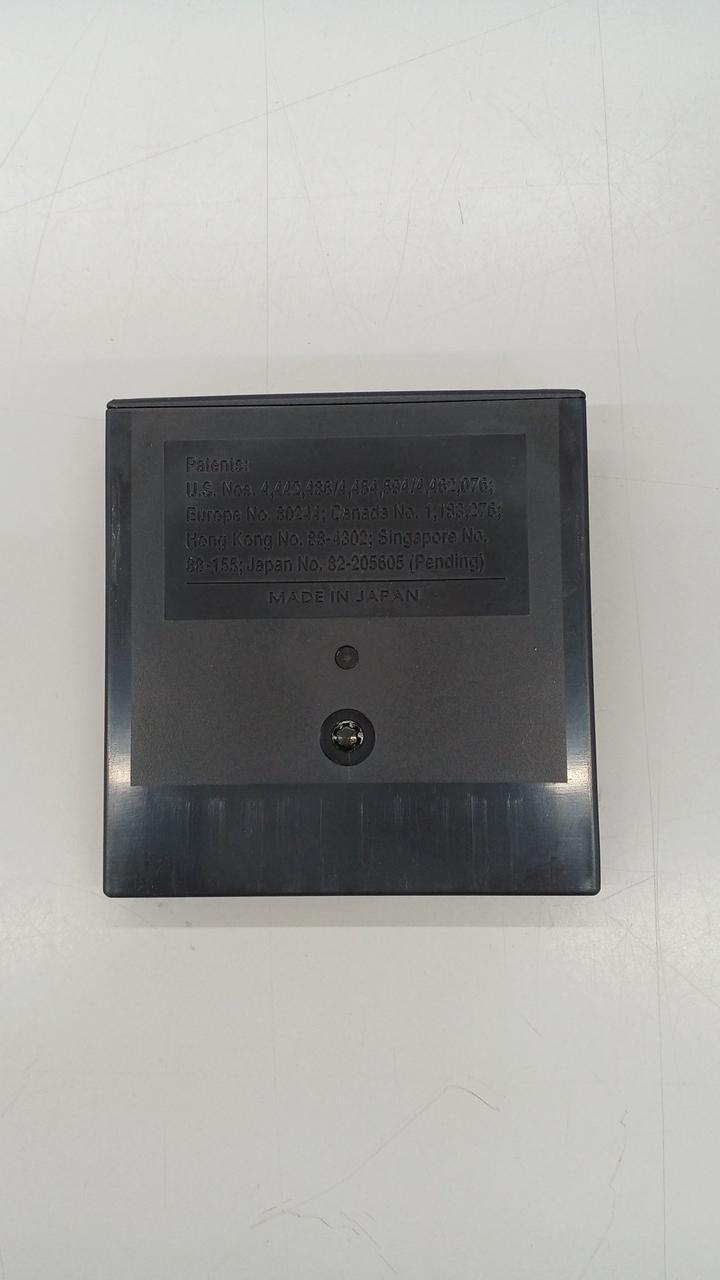 Patents:
U.S. Nos. 4,442,486/4,454,594/4,462,076;
Europe No. 80244; Canada No. 1,183,276;
Hong Kong No. 88-4302; Singapore No.
88-155; Japan No. 82-205605 (Pending)
MADE IN JAPAN